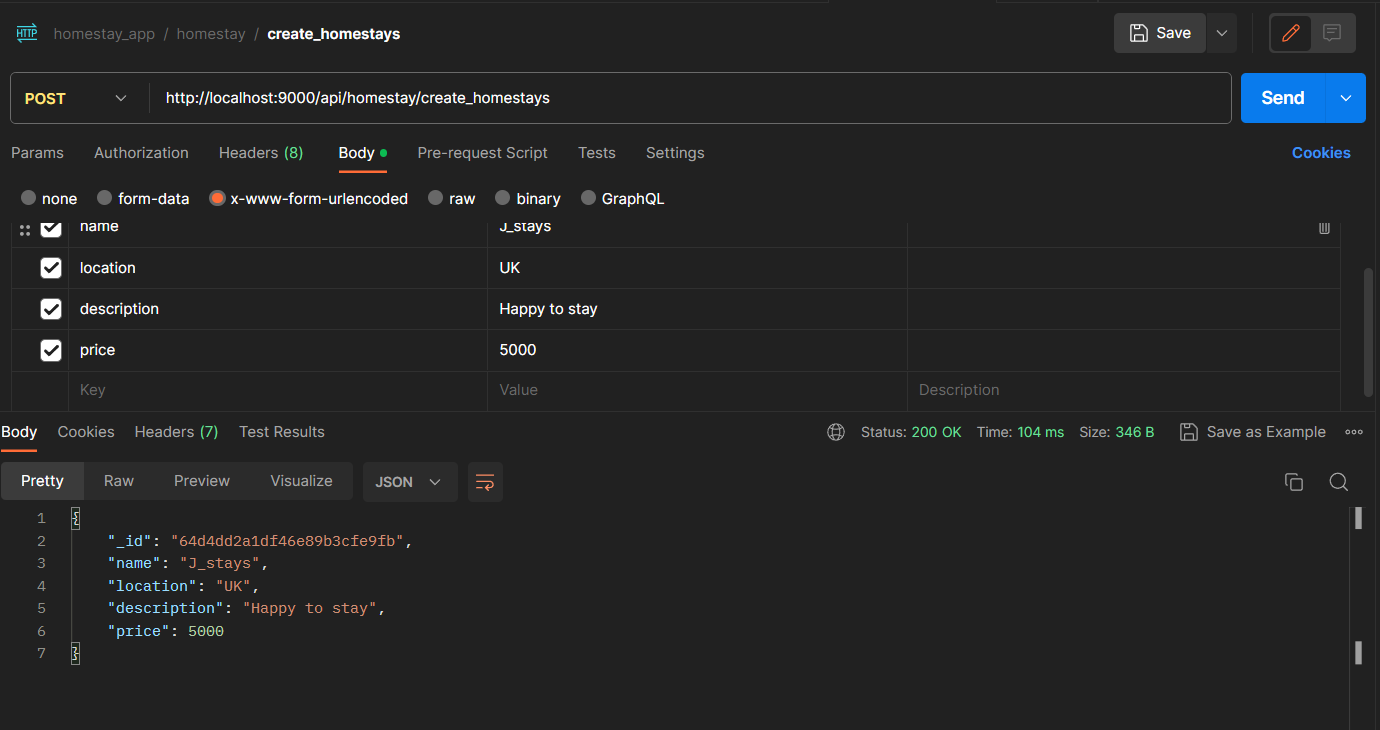 HTTP homestay_app / homestay / create_homestays Save
POST http://localhost:9000/api/homestay/create_homestays Send
Params Authorization Headers (8) Body Pre-request Script Tests Settings Cookies
none form-data x-www-form-urlencoded raw binary GraphQL
name J_stays
location UK
description Happy to stay
price 5000
Key Value Description
Body Cookies Headers (7) Test Results Status: 200 OK Time: 104 ms Size: 346 B Save as Example
Pretty Raw Preview Visualize JSON
1 {
2 "_id": "64d4dd2a1df46e89b3cfe9fb",
3 "name": "J_stays",
4 "location": "UK",
5 "description": "Happy to stay",
6 "price": 5000
7 }